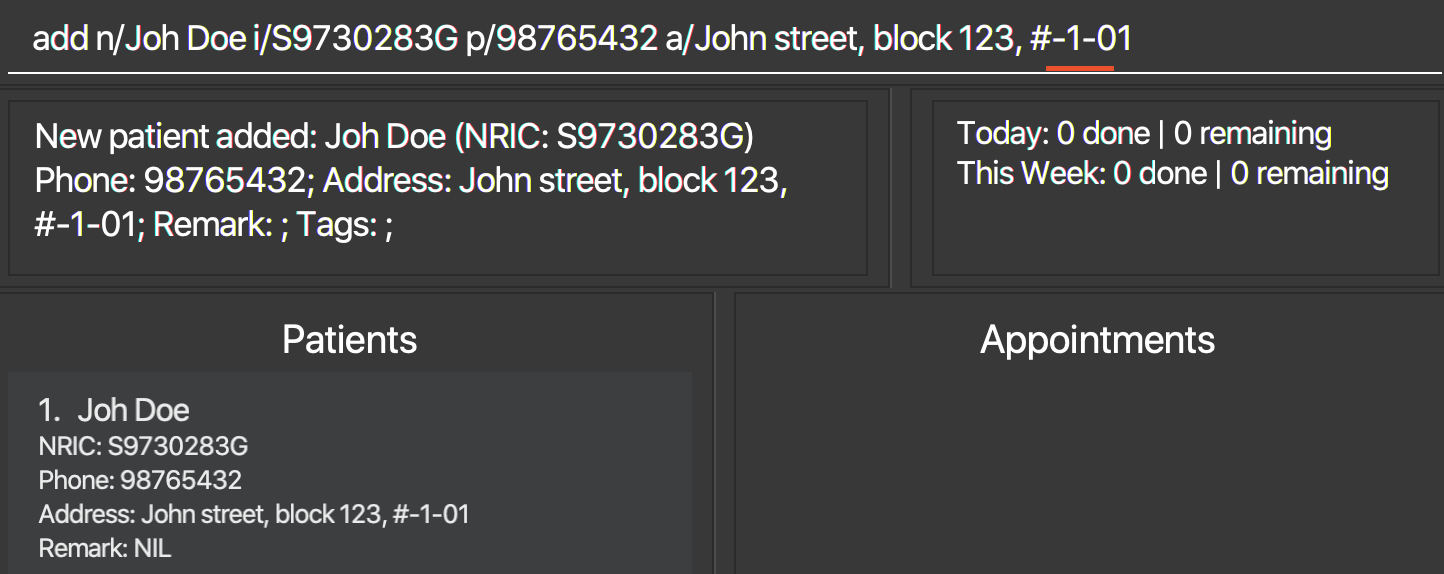 add n/Joh Doe i/S9730283G p/98765432 a/John street, block 123, #-1-01
New patient added: Joh Doe (NRIC: S9730283G)
Phone: 98765432; Address: John street, block 123,
#-1-01; Remark: ; Tags: ;
Today: 0 done | 0 remaining
This Week: 0 done | 0 remaining
Patients
1. Joh Doe
NRIC: S9730283G
Phone: 98765432
Address: John street, block 123, #-1-01
Remark: NIL
Appointments